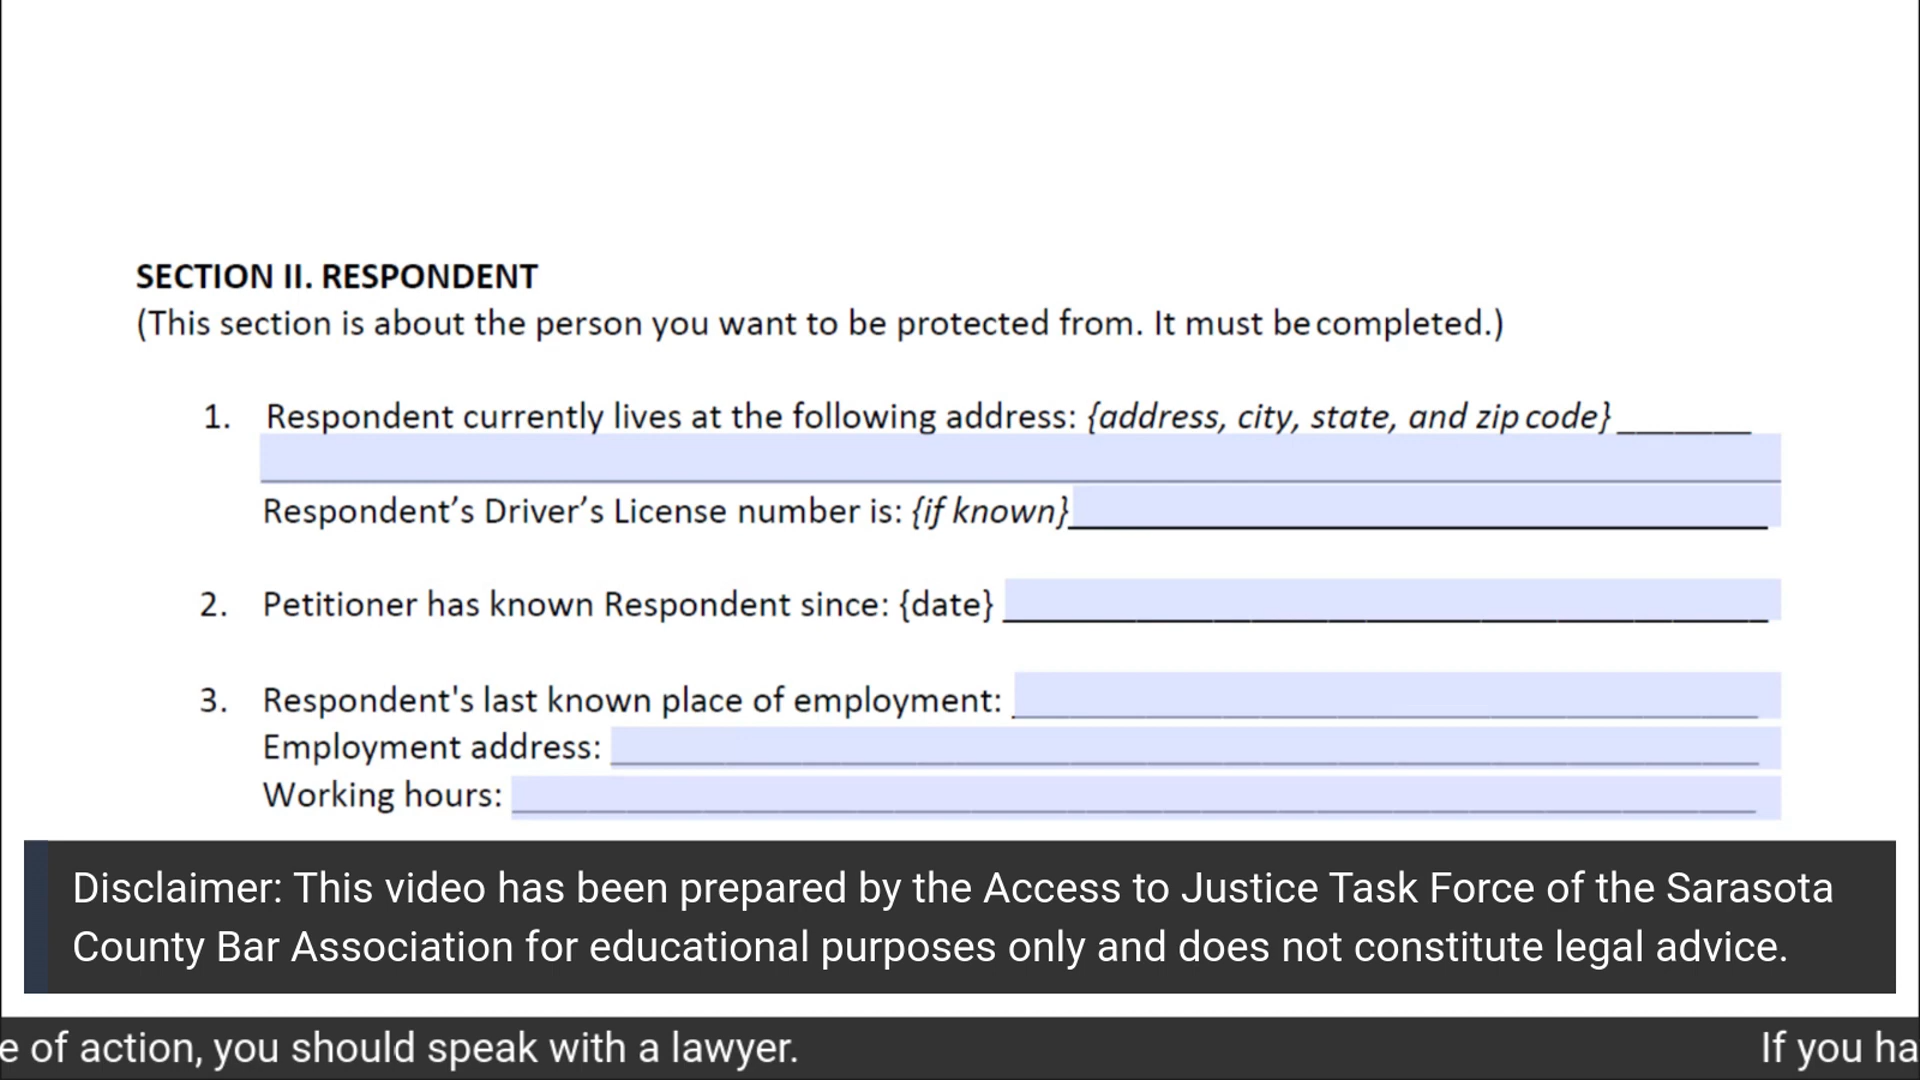 SECTION II. RESPONDENT
(This section is about the person you want to be protected from. It must be completed.)
1. Respondent currently lives at the following address: {address, city, state, and zip code} _______
Respondent’s Driver’s License number is: {if known}
2. Petitioner has known Respondent since: {date}
3. Respondent's last known place of employment:
Employment address:
Working hours:
Disclaimer: This video has been prepared by the Access to Justice Task Force of the Sarasota
County Bar Association for educational purposes only and does not constitute legal advice.
e of action, you should speak with a lawyer. If you ha